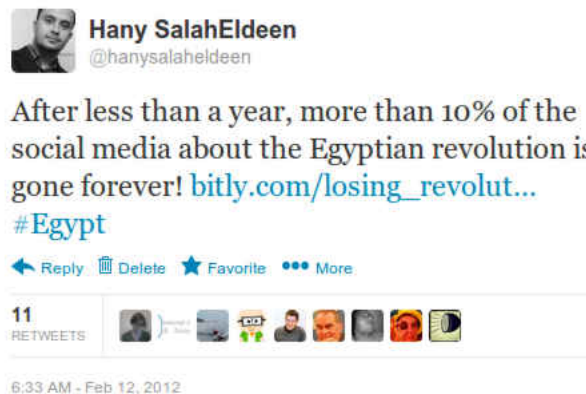 Hany SalahEldeen
@hanysalaheldeen
After less than a year, more than 10% of the
social media about the Egyptian revolution is
gone forever! bitly.com/losing_revolut...
#Egypt
Reply Delete Favorite More
11
RETWEETS
6:33 AM - Feb 12, 2012